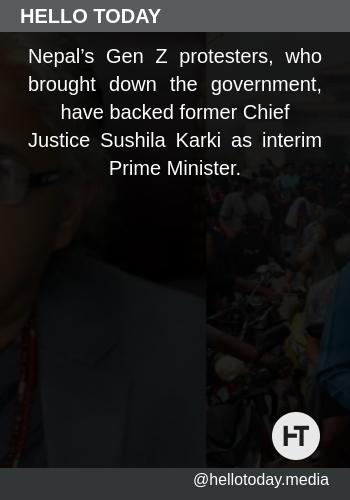 HELLO TODAY
Nepal’s Gen Z protesters, who
brought down the government,
have backed former Chief
Justice Sushila Karki as interim
Prime Minister.
HT
@hellotoday.media